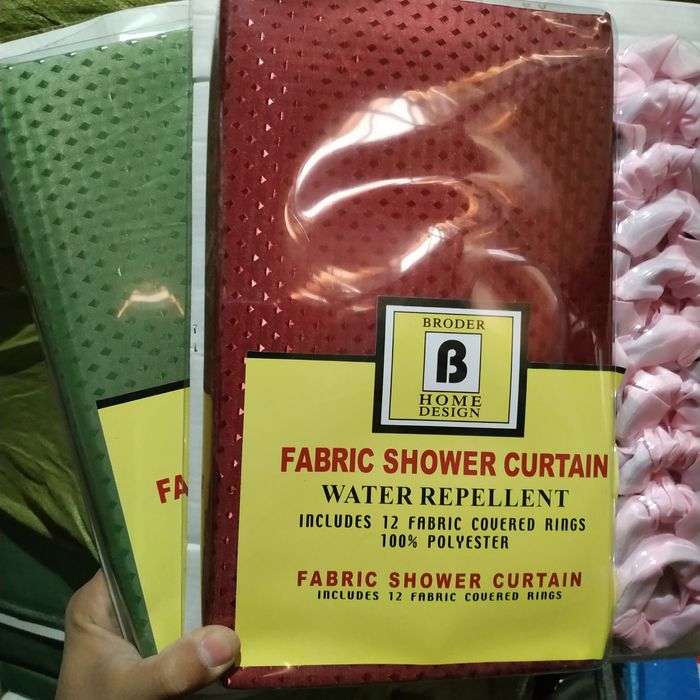 BRODER
B
HOME
DESIGN
FABRIC SHOWER CURTAIN
WATER REPELLENT
INCLUDES 12 FABRIC COVERED RINGS
100% POLYESTER
FABRIC SHOWER CURTAIN
INCLUDES 12 FABRIC COVERED RINGS
FA